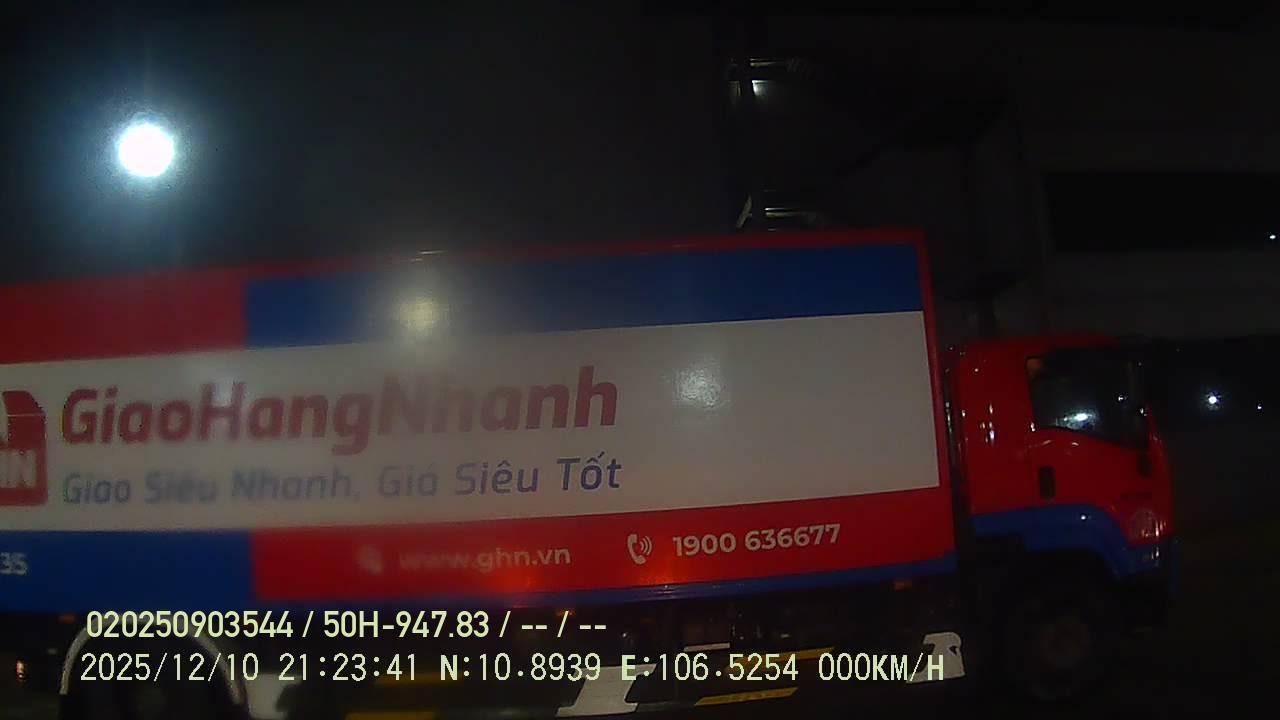 GiaoHangNhanh
Giao Siêu Nhanh, Giá Siêu Tốt
www.ghn.vn
1900 636677
35
020250903544 / 50H-947.83 / -- / --
2025/12/10 21:23:41 N:10.8939 E:106.5254 000KM/H